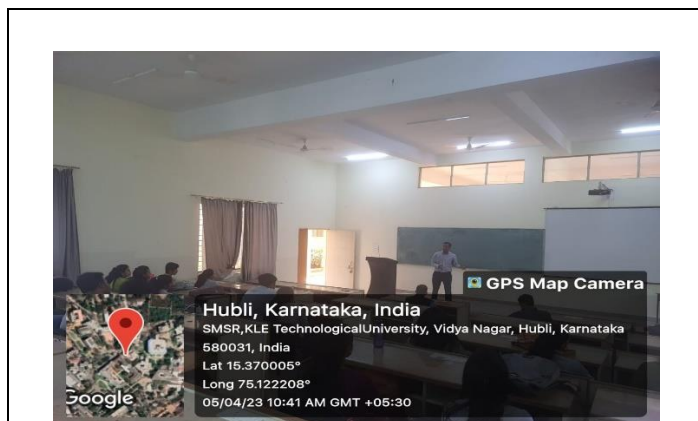 GPS Map Camera
Hubli, Karnataka, India
SMSR,KLE TechnologicalUniversity, Vidya Nagar, Hubli, Karnataka
580031, India
Lat 15.370005°
Long 75.122208°
05/04/23 10:41 AM GMT +05:30
Google